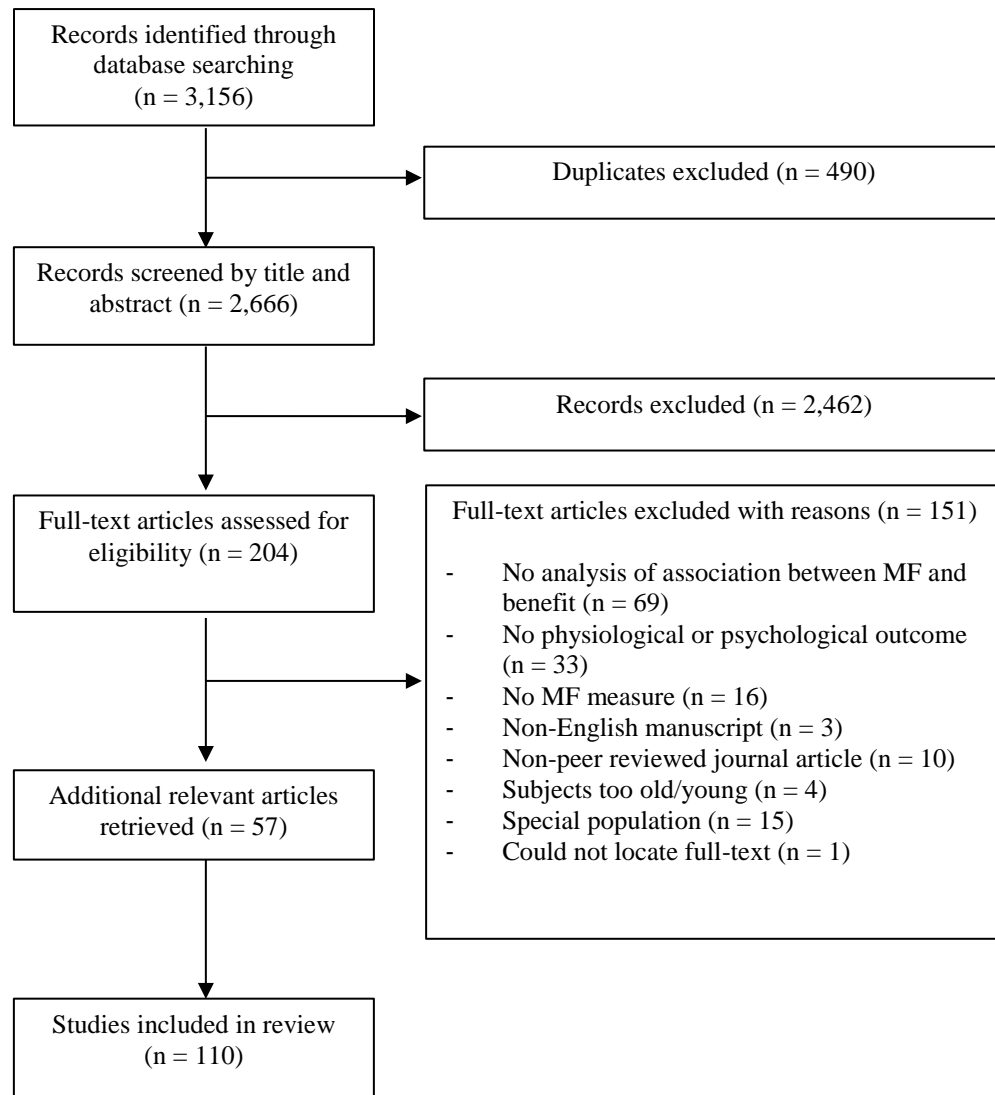 Records identified through
database searching
(n = 3,156)
Duplicates excluded (n = 490)
Records screened by title and
abstract (n = 2,666)
Records excluded (n = 2,462)
Full-text articles assessed for
eligibility (n = 204)
Full-text articles excluded with reasons (n = 151)
- No analysis of association between MF and
benefit (n = 69)
- No physiological or psychological outcome
(n = 33)
- No MF measure (n = 16)
- Non-English manuscript (n = 3)
- Non-peer reviewed journal article (n = 10)
- Subjects too old/young (n = 4)
- Special population (n = 15)
- Could not locate full-text (n = 1)
Additional relevant articles
retrieved (n = 57)
Studies included in review
(n = 110)